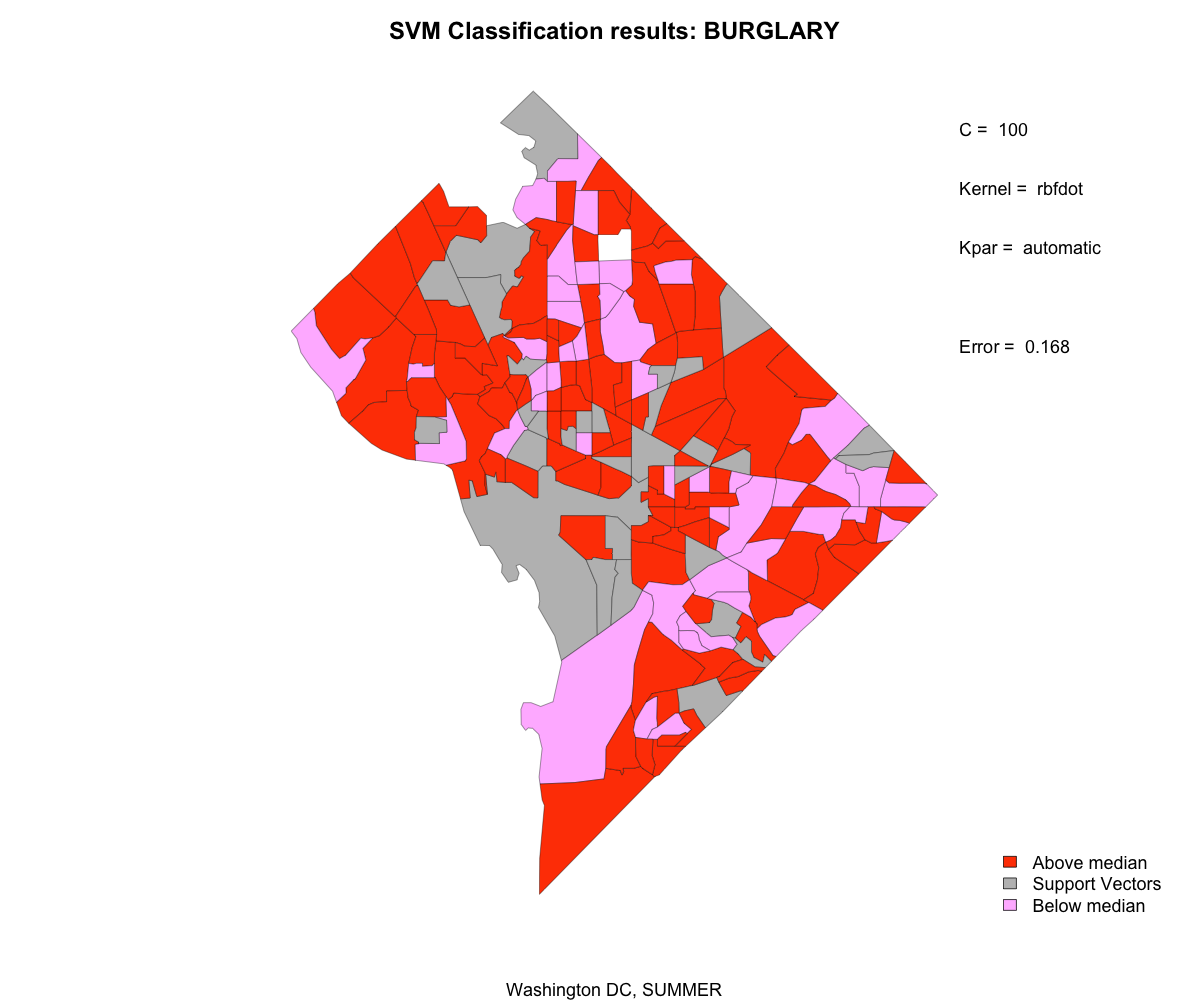 SVM Classification results: BURGLARY
C =  100
Kernel =  rbfdot
Kpar =  automatic
Error =  0.168
Above median
Support Vectors
Below median
Washington DC, SUMMER